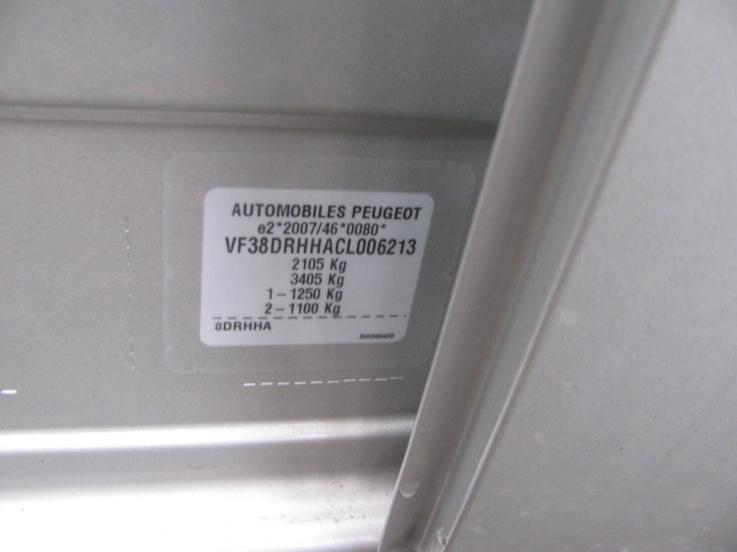 AUTOMOBILES PEUGEOT
e2*2007/46*0080*
VF38DRHHACL006213
2105 Kg
3405 Kg
1-1250 Kg
2-1100 Kg
8DRHHA